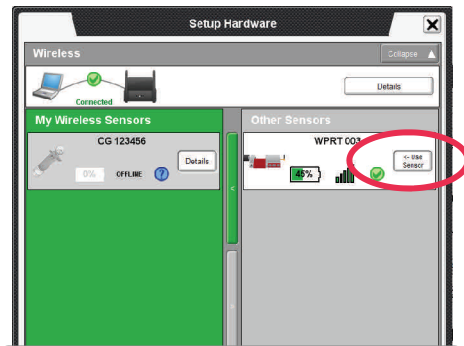 Setup Hardware
Wireless
Collapse
Connected
Details
My Wireless Sensors
Other Sensors
CG 123456
0%
OFFLINE
?
Details
WPRT 003
45%
<- Use
Sensor
<